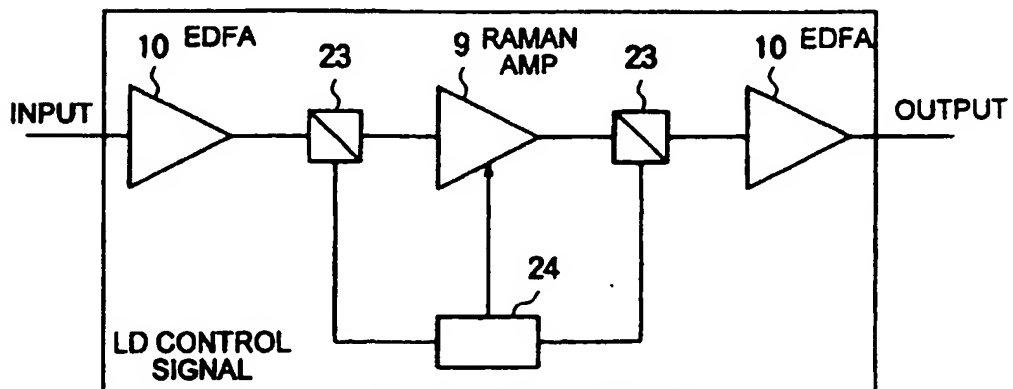 10 EDFA
23
9 RAMAN
AMP
23
10 EDFA
INPUT
OUTPUT
24
LD CONTROL
SIGNAL